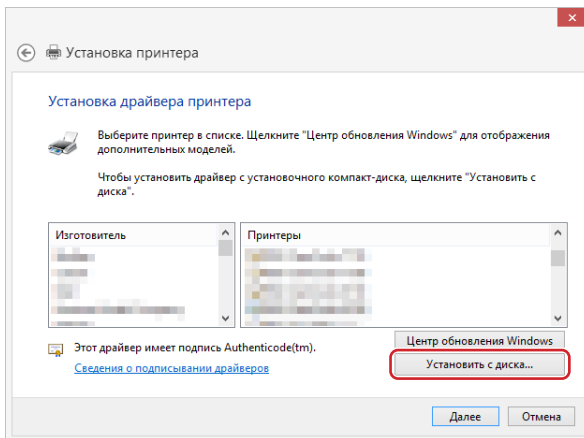 Установка принтера
Установка драйвера принтера
Выберите принтер в списке. Щелкните "Центр обновления Windows" для отображения
дополнительных моделей.
Чтобы установить драйвер с установочного компакт-диска, щелкните "Установить с
диска".
Изготовитель
Принтеры
Этот драйвер имеет подпись Authenticode(tm).
Сведения о подписывании драйверов
Центр обновления Windows
Установить с диска...
Далее
Отмена